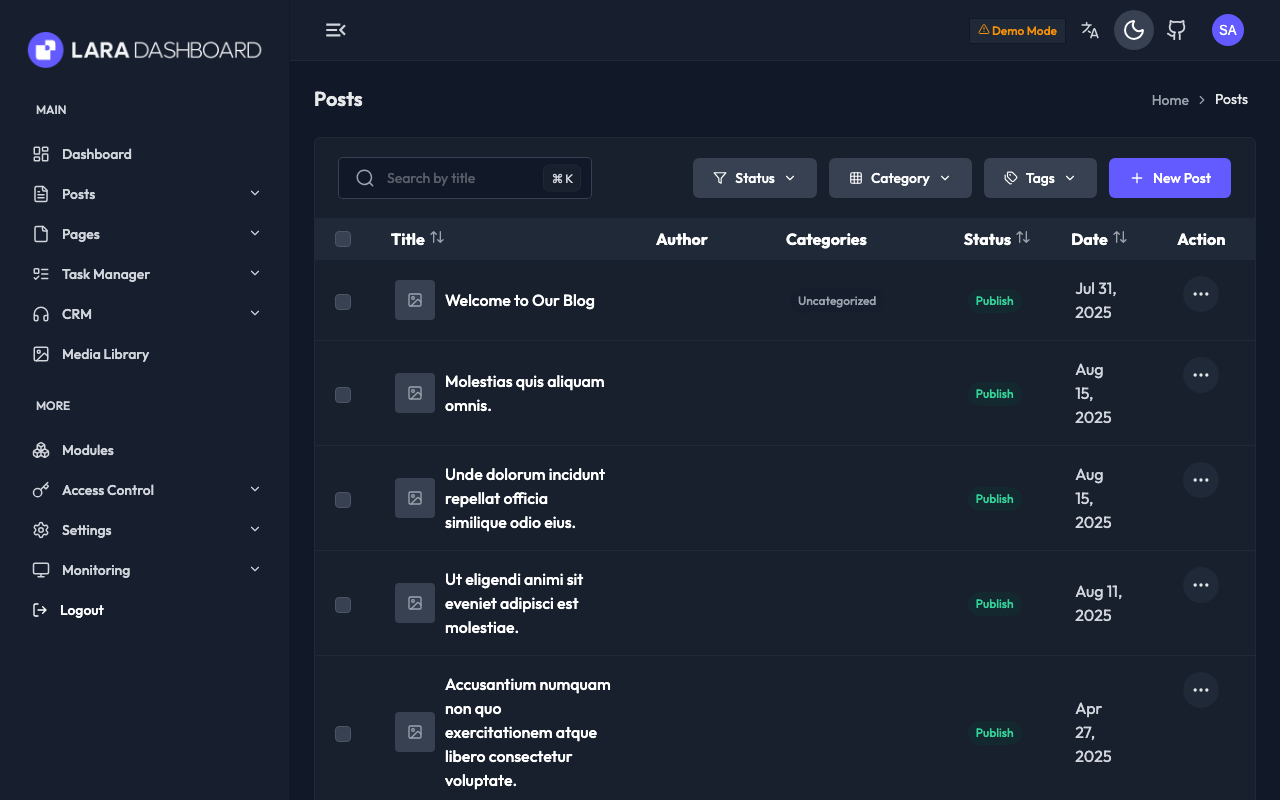 LARA DASHBOARD
MAIN
Dashboard
Posts
Pages
Task Manager
CRM
Media Library
MORE
Modules
Access Control
Settings
Monitoring
Logout
Demo Mode
SA
Posts
Home > Posts
Search by title
⌘ K
Status
Category
Tags
New Post
Title Author Categories Status Date Action
Welcome to Our Blog
Uncategorized
Publish
Jul 31,
2025
Molestias quis aliquam
omnis.
Publish
Aug
15,
2025
Unde dolorum incidunt
repellat officia
similique odio eius.
Publish
Aug
15,
2025
Ut eligendi animi sit
eveniet adipisci est
molestiae.
Publish
Aug 11,
2025
Accusantium numquam
non quo
exercitationem atque
libero consectetur
voluptate.
Publish
Apr
27,
2025